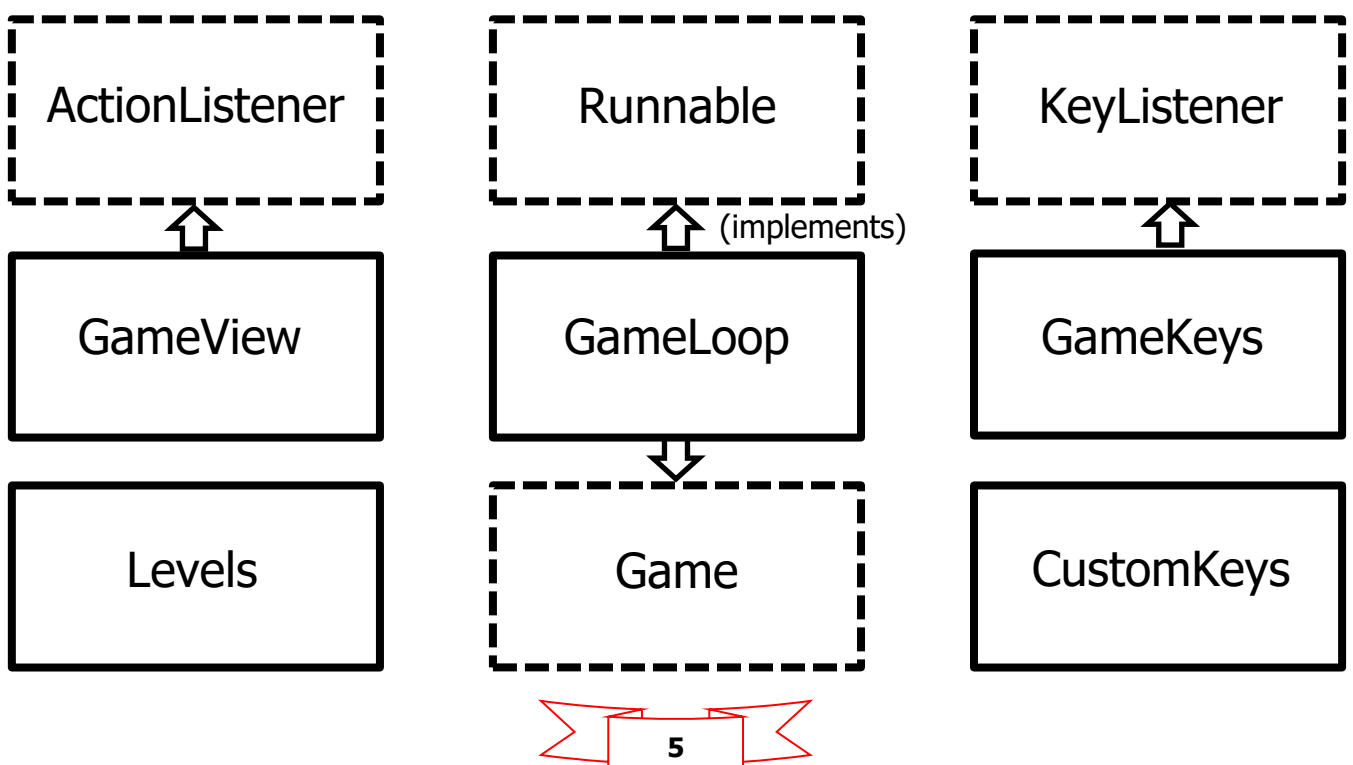 ActionListener
Runnable
KeyListener
(implements)
GameView
GameLoop
GameKeys
Levels
Game
CustomKeys
5